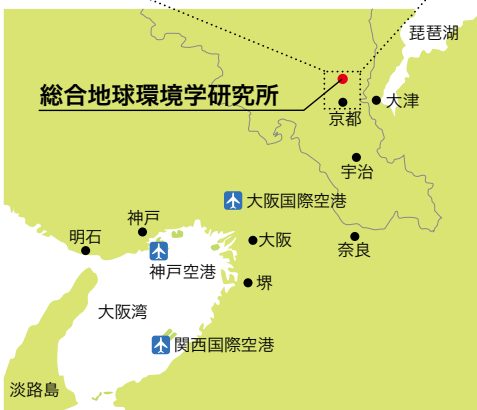 琵琶湖
総合地球環境学研究所
大津
京都
宇治
大阪国際空港
神戸
明石
大阪
奈良
神戸空港
堺
大阪湾
関西国際空港
淡路島